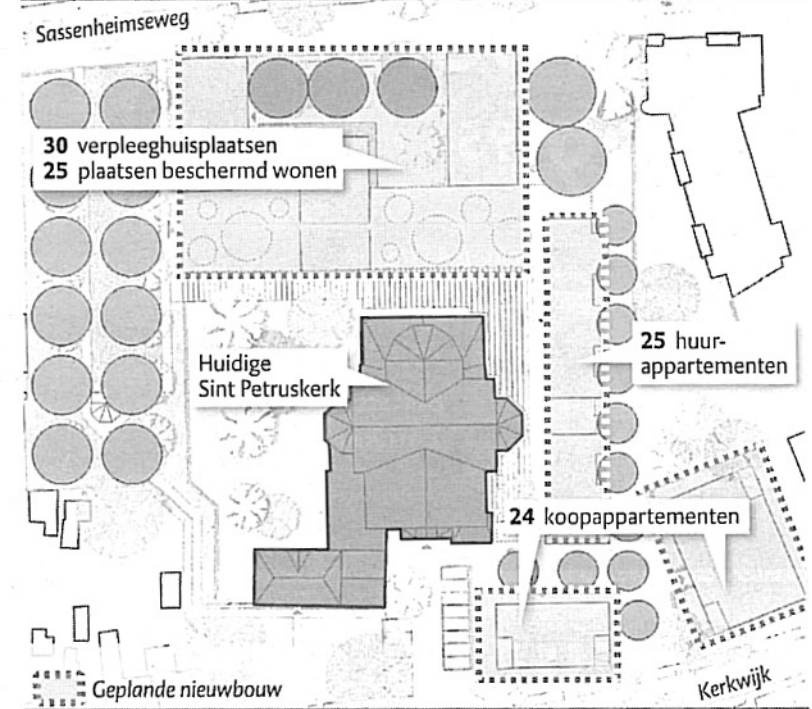 Sassenheimseweg
30 verpleeghuisplaatsen
25 plaatsen beschermd wonen
Huidige
Sint Petruskerk
25 huur-
appartementen
24 koopappartementen
Geplande nieuwbouw
Kerkwijk